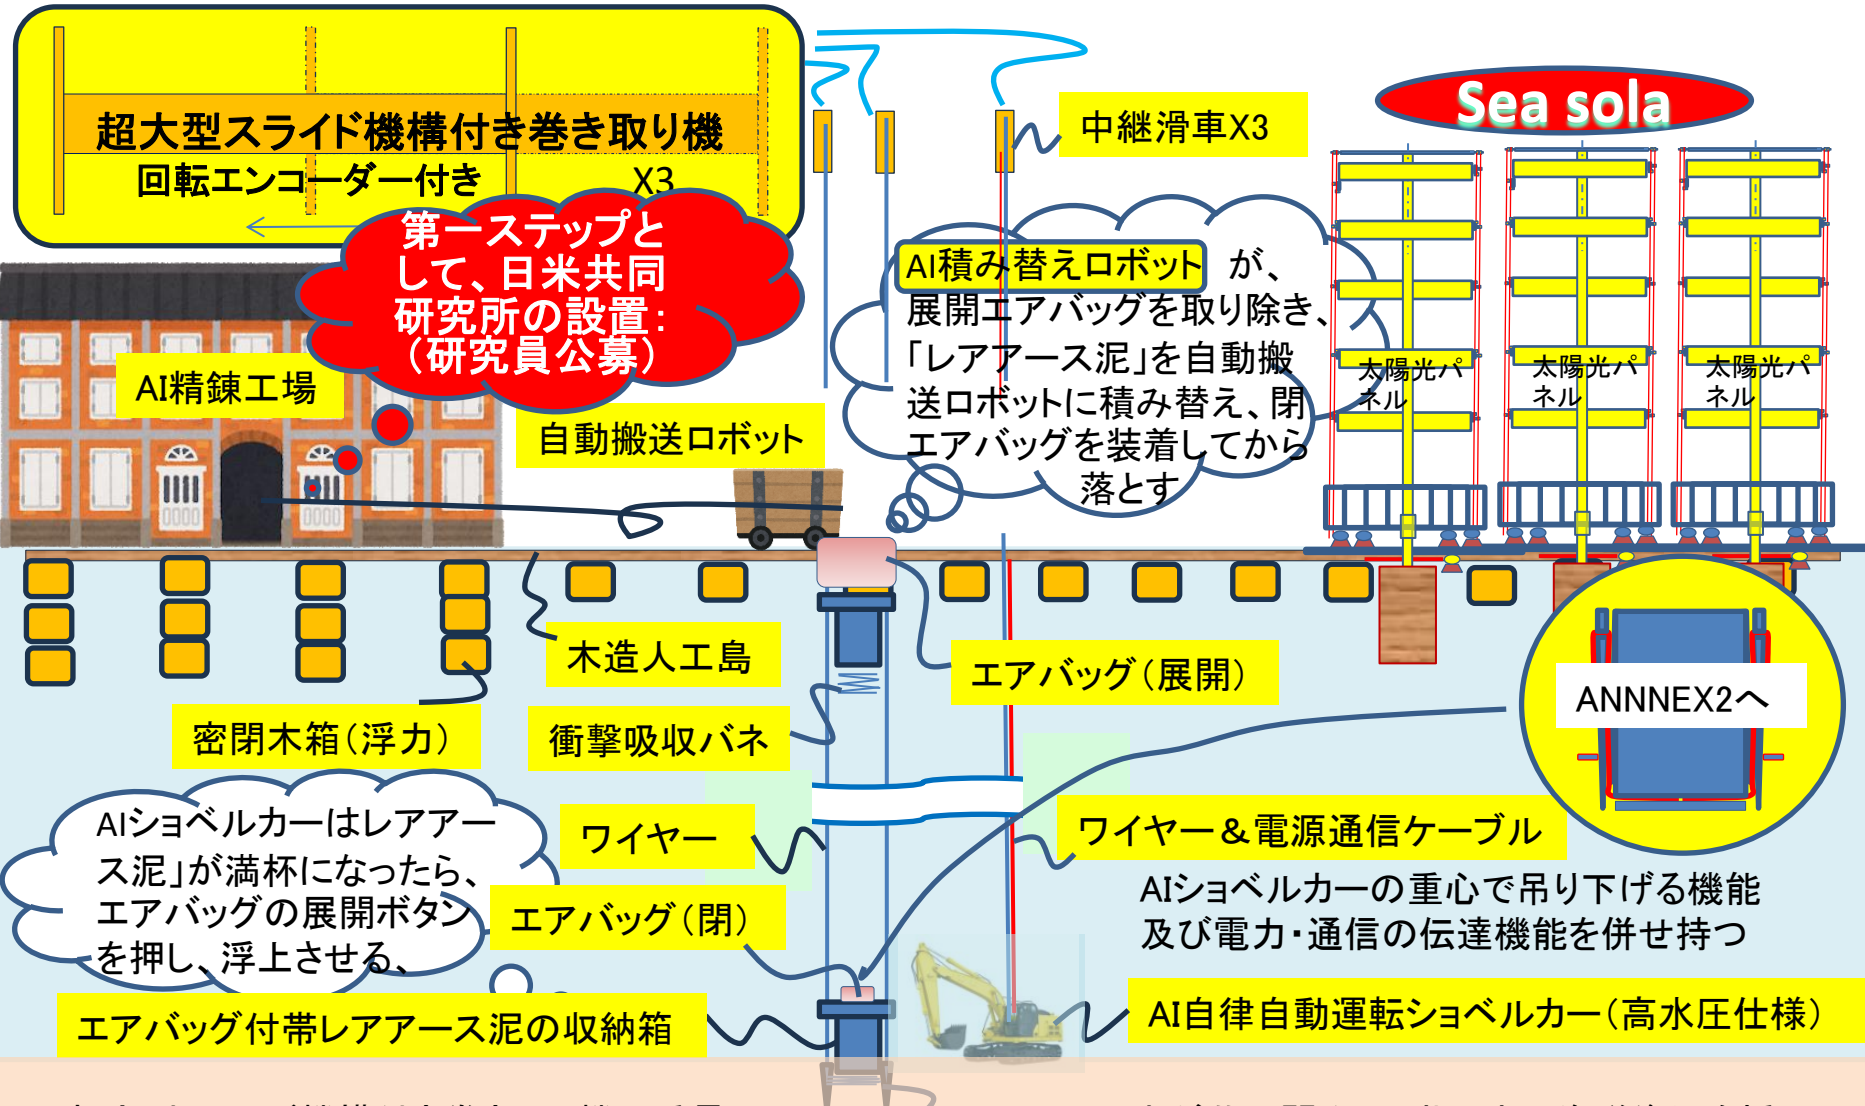 超大型スライド機構付き巻き取り機
回転エンコーダー付き X3
第一ステップと
して、日米共同
研究所の設置:
(研究員公募)
中継滑車X3
Sea sola
AI積み替えロボット が、
展開エアバッグを取り除き、
「レアアース泥」を自動搬
送ロボットに積み替え、閉
エアバッグを装着してから
落とす
太陽光パ
ネル
太陽光パ
ネル
太陽光パ
ネル
AI精錬工場
自動搬送ロボット
木造人工島
エアバッグ(展開)
密閉木箱(浮力)
衝撃吸収バネ
ANNNEX2へ
AIショベルカーはレアアー
ス泥」が満杯になったら、
エアバッグの展開ボタン
を押し、浮上させる、
ワイヤー
ワイヤー&電源通信ケーブル
AIショベルカーの重心で吊り下げる機能
及び電力・通信の伝達機能を併せ持つ
エアバッグ(閉)
エアバッグ付帯レアアース泥の収納箱
AI自律自動運転ショベルカー(高水圧仕様)